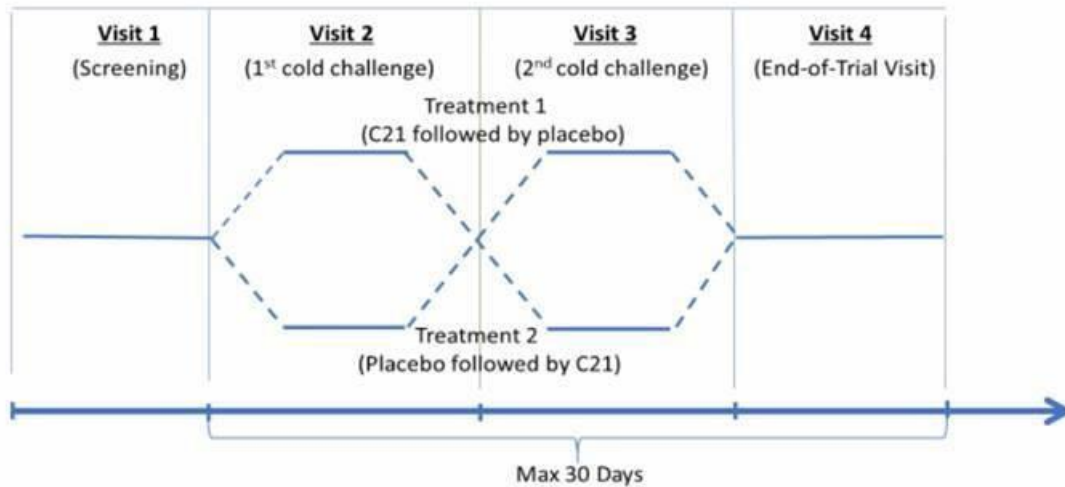 Visit 1
(Screening)
Visit 2
(1st cold challenge)
Visit 3
(2nd cold challenge)
Visit 4
(End-of-Trial Visit)
Treatment 1
(C21 followed by placebo)
Treatment 2
(Placebo followed by C21)
Max 30 Days